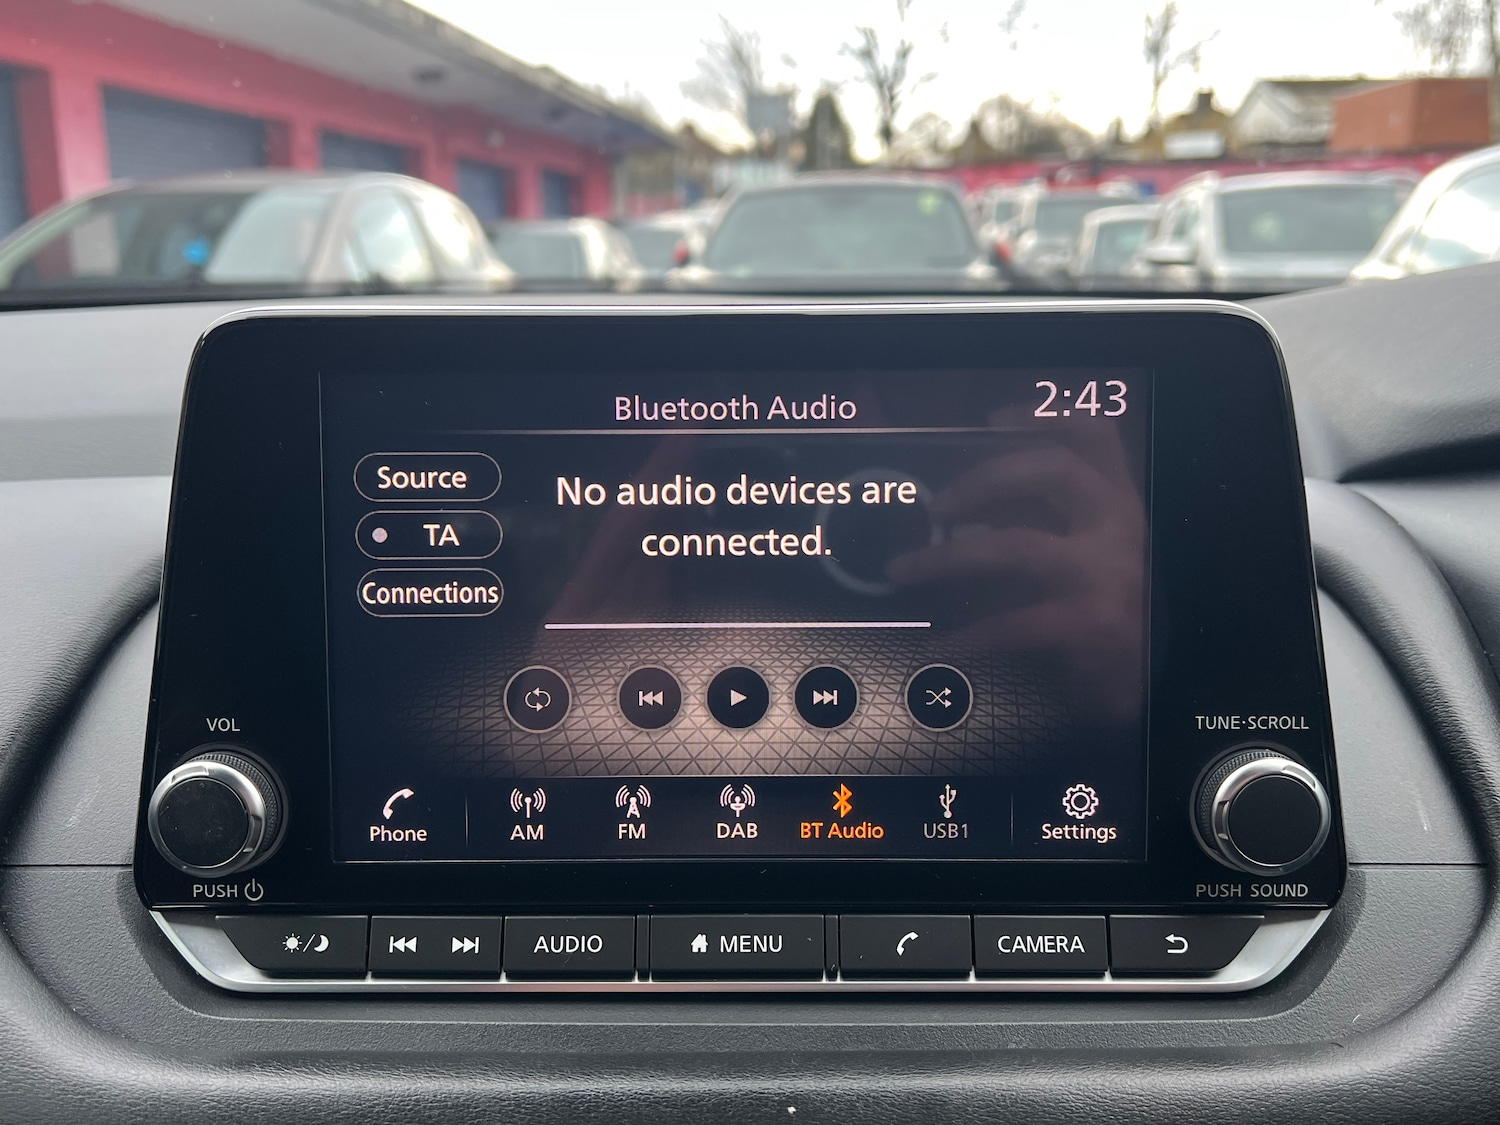 Bluetooth Audio
2:43
Source
No audio devices are
TA
connected.
Connections
VOL
TUNE·SCROLL
Phone
AM
FM
DAB
BT Audio
USB1
Settings
PUSH
PUSH SOUND
AUDIO
MENU
CAMERA